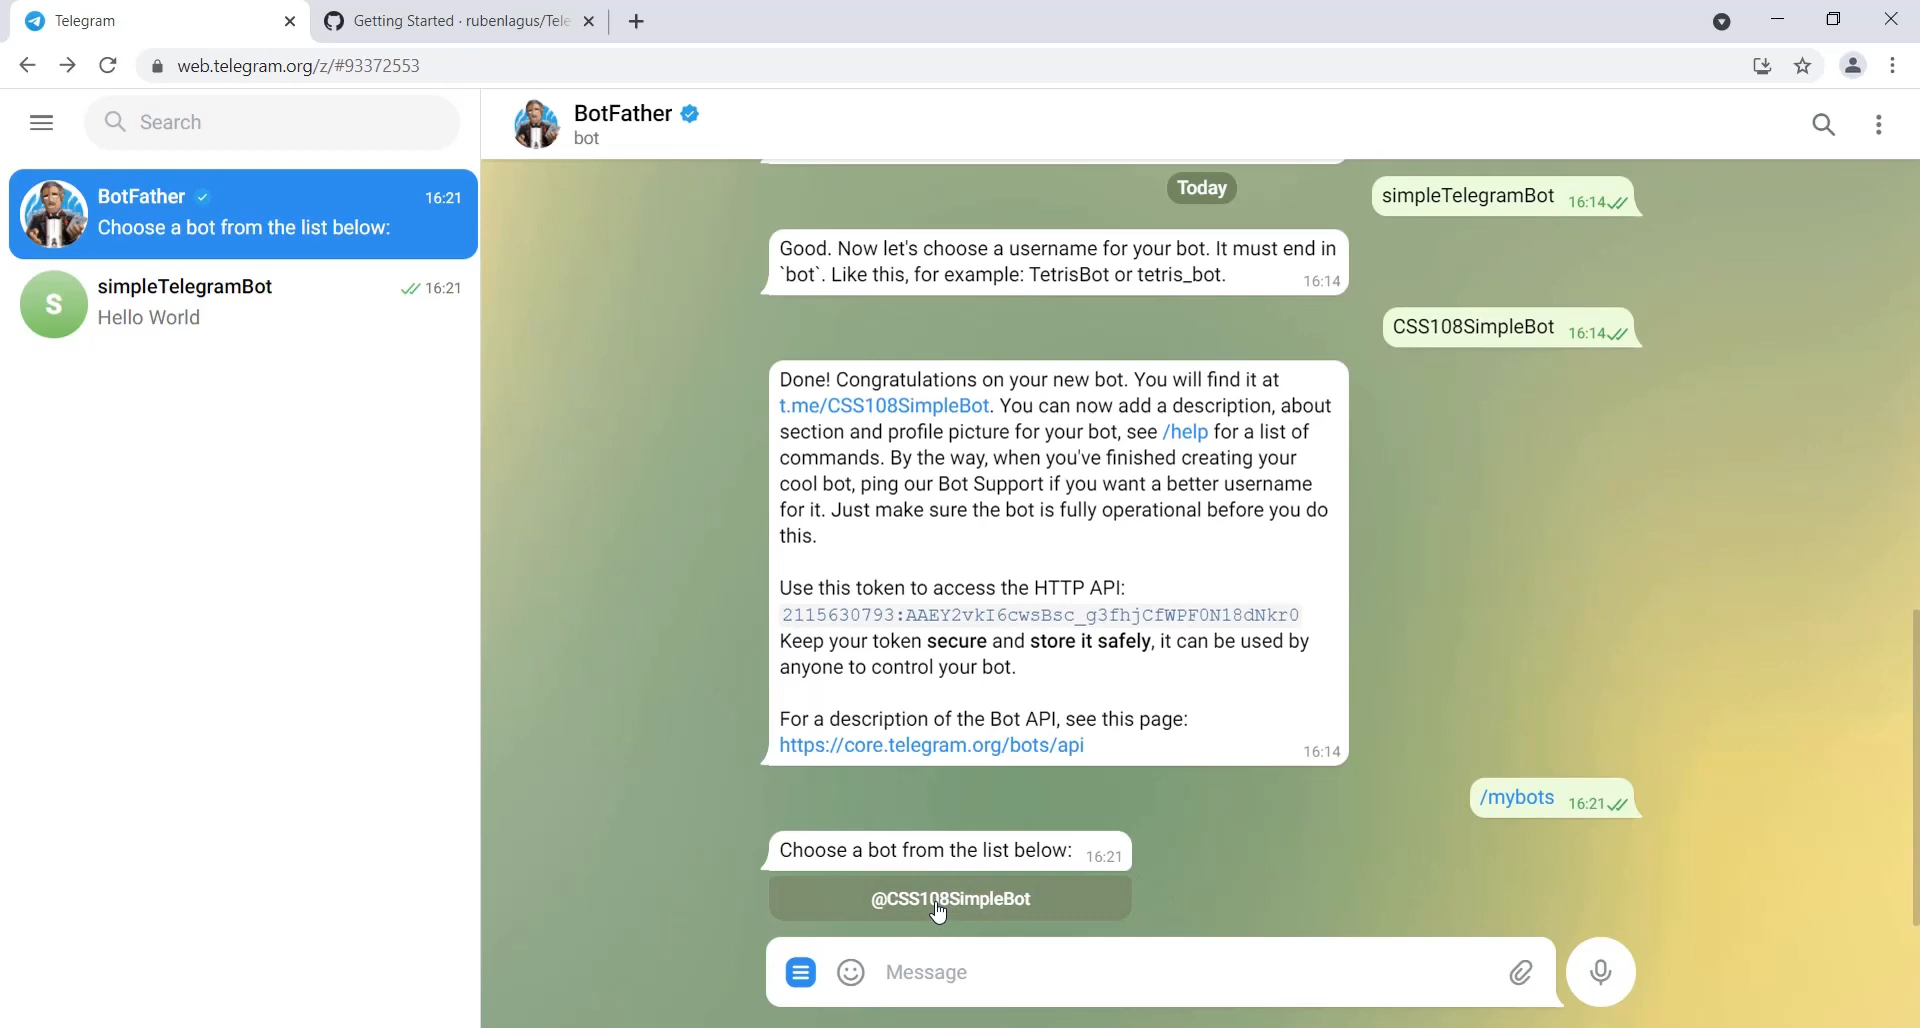 Telegram
Getting Started · rubenlagus/Tele
web.telegram.org/z/#93372553
Search
BotFather
bot
BotFather
16:21
Choose a bot from the list below:
S
simpleTelegramBot
16:21
Hello World
Today
simpleTelegramBot 16:14
Good. Now let's choose a username for your bot. It must end in
`bot`. Like this, for example: TetrisBot or tetris_bot.
16:14
CSS108SimpleBot 16:14
Done! Congratulations on your new bot. You will find it at
t.me/CSS108SimpleBot. You can now add a description, about
section and profile picture for your bot, see /help for a list of
commands. By the way, when you've finished creating your
cool bot, ping our Bot Support if you want a better username
for it. Just make sure the bot is fully operational before you do
this.
Use this token to access the HTTP API:
2115630793:AAEY2vkI6cwsBsc_g3fhjCfWPF0N18dNkr0
Keep your token secure and store it safely, it can be used by
anyone to control your bot.
For a description of the Bot API, see this page:
https://core.telegram.org/bots/api
16:14
/mybots 16:21
Choose a bot from the list below: 16:21
@CSS108SimpleBot
Message